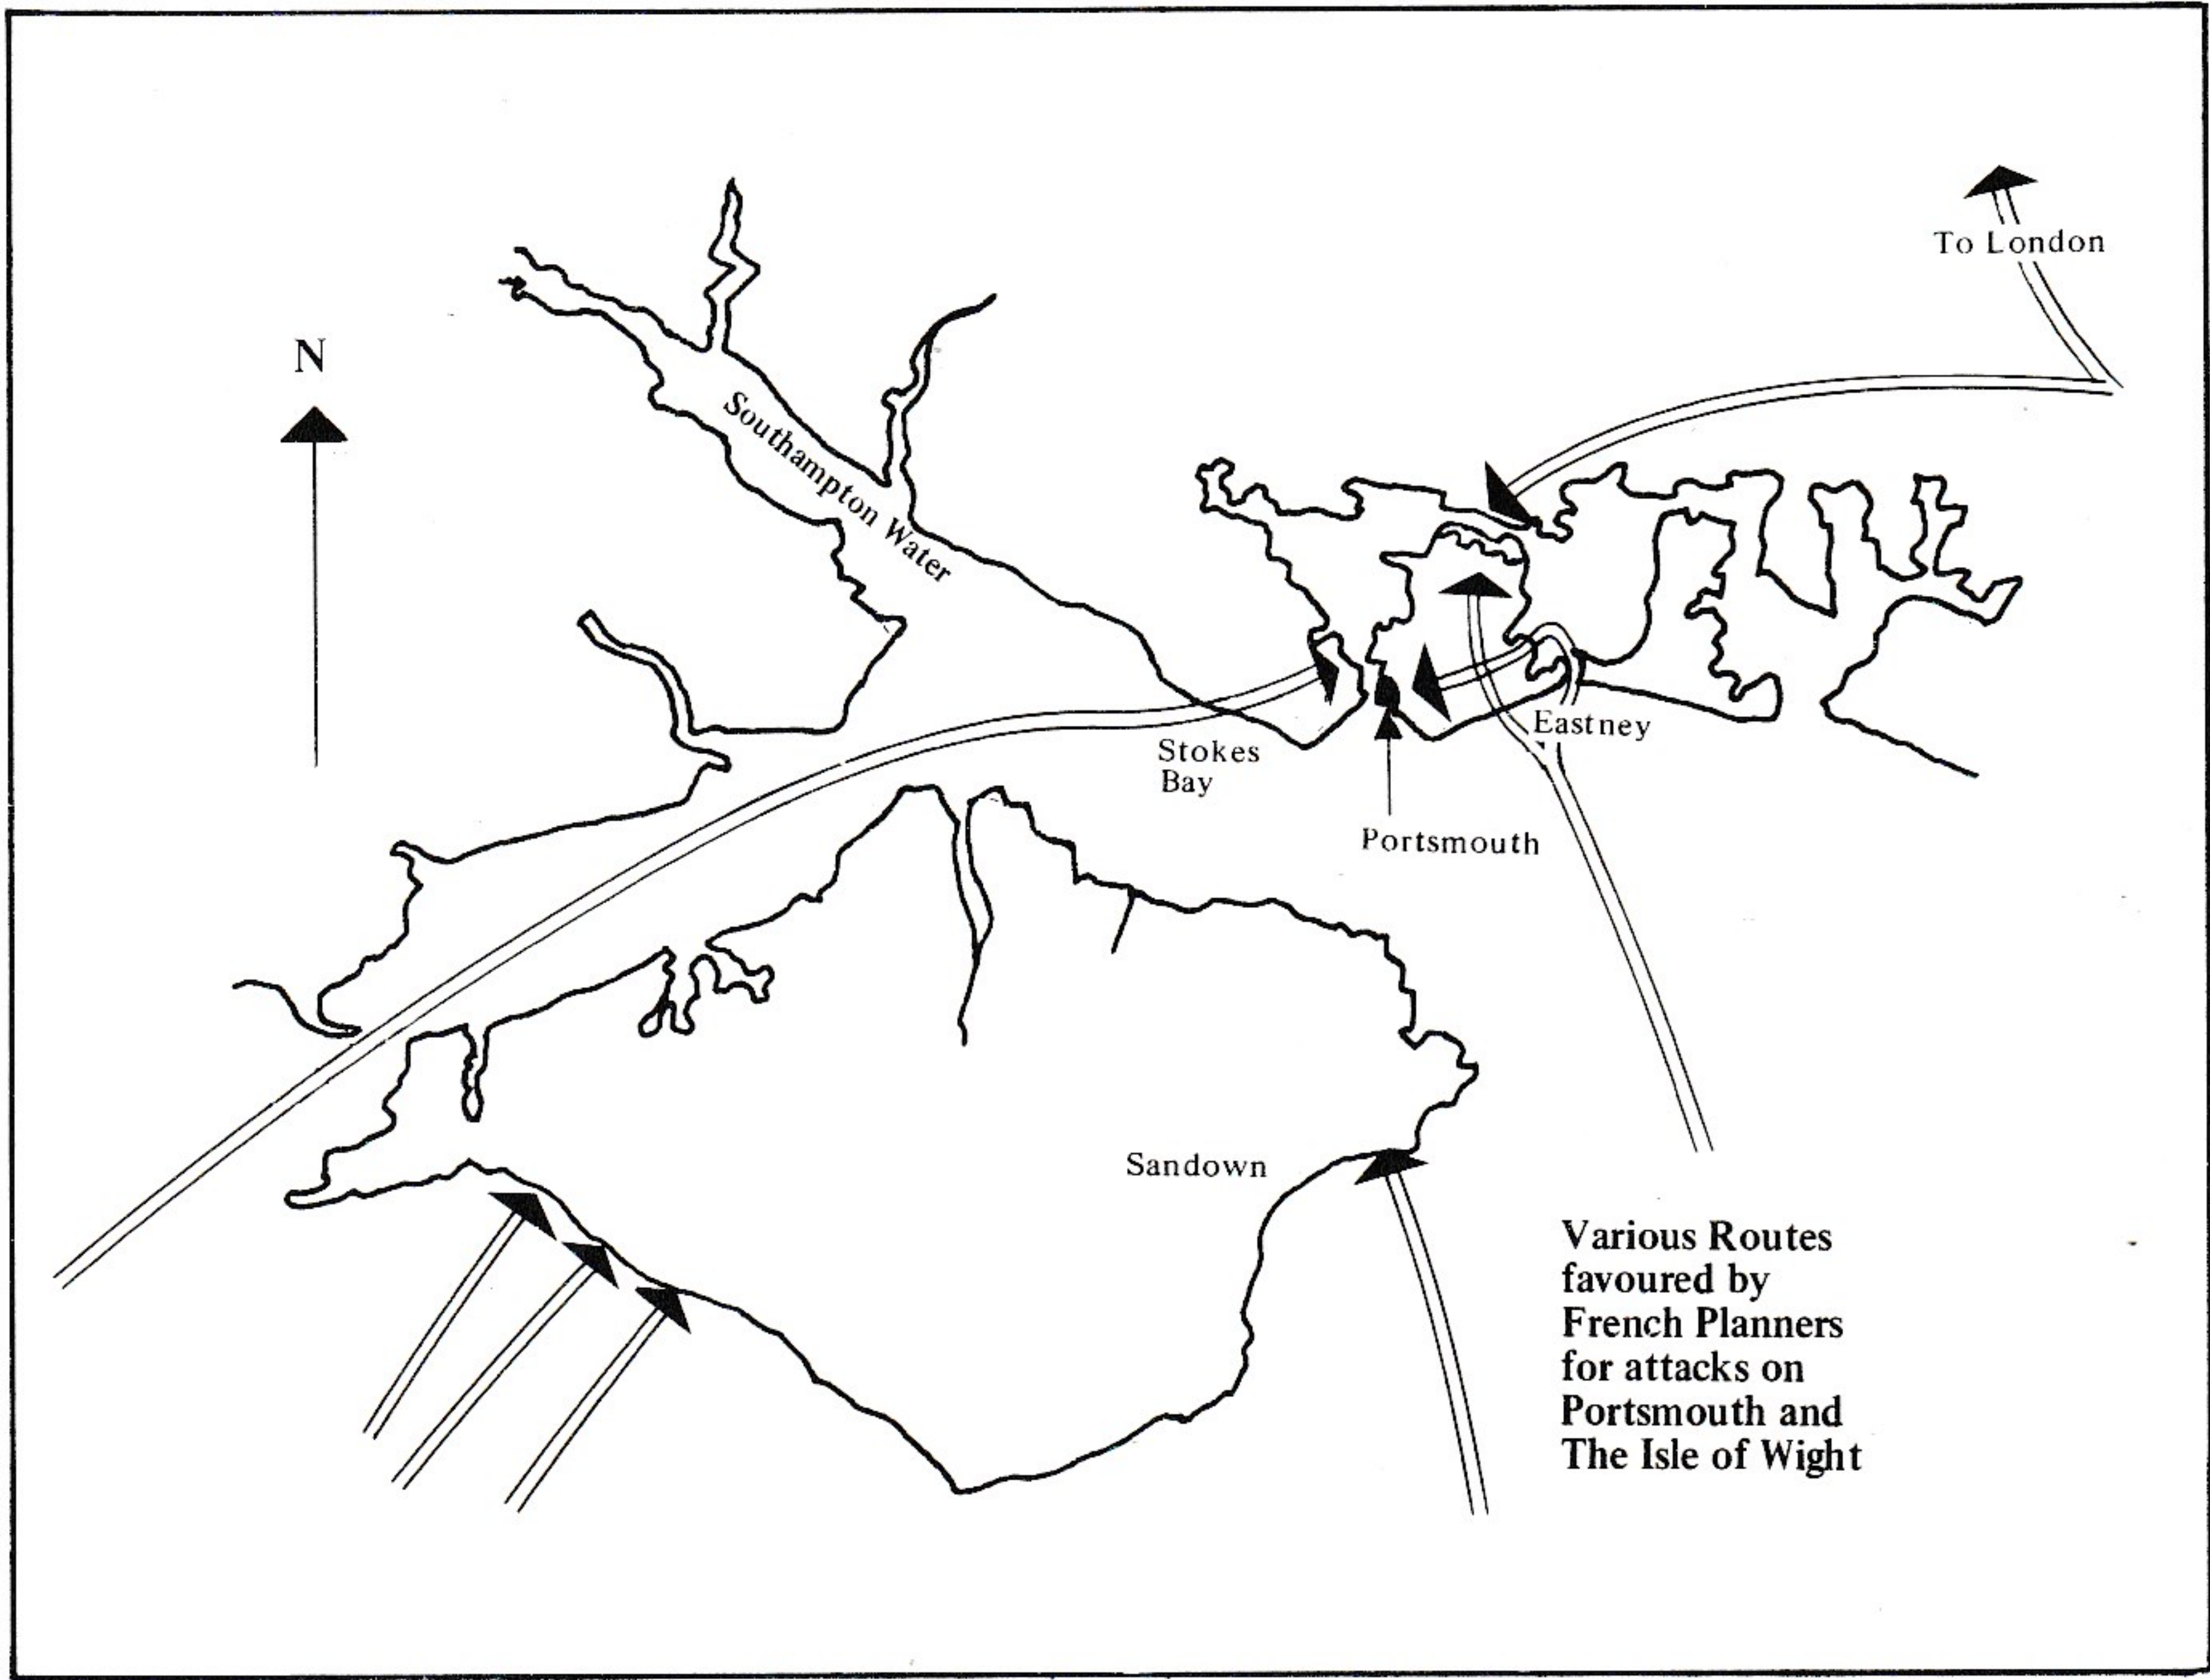 To London
N
Southampton Water
Stokes
Bay
Eastney
Portsmouth
Sandown
Various Routes
favoured by
French Planners
for attacks on
Portsmouth and
The Isle of Wight